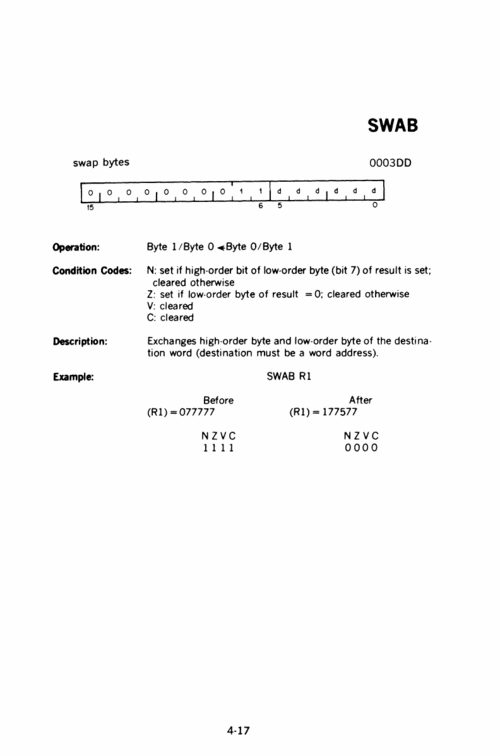 SWAB
swap bytes 0003DD
0 0 0 0 0 0 0 0 1 1 d d d d d d
15 6 5 0
Operation: Byte 1/Byte 0 ◄Byte 0/Byte 1
Condition Codes: N: set if high-order bit of low-order byte (bit 7) of result is set;
cleared otherwise
Z: set if low-order byte of result = 0; cleared otherwise
V: cleared
C: cleared
Description: Exchanges high-order byte and low-order byte of the destina-
tion word (destination must be a word address).
Example: SWAB R1
Before After
(R1) = 077777 (R1) = 177577
N Z V C N Z V C
1 1 1 1 0 0 0 0
4-17